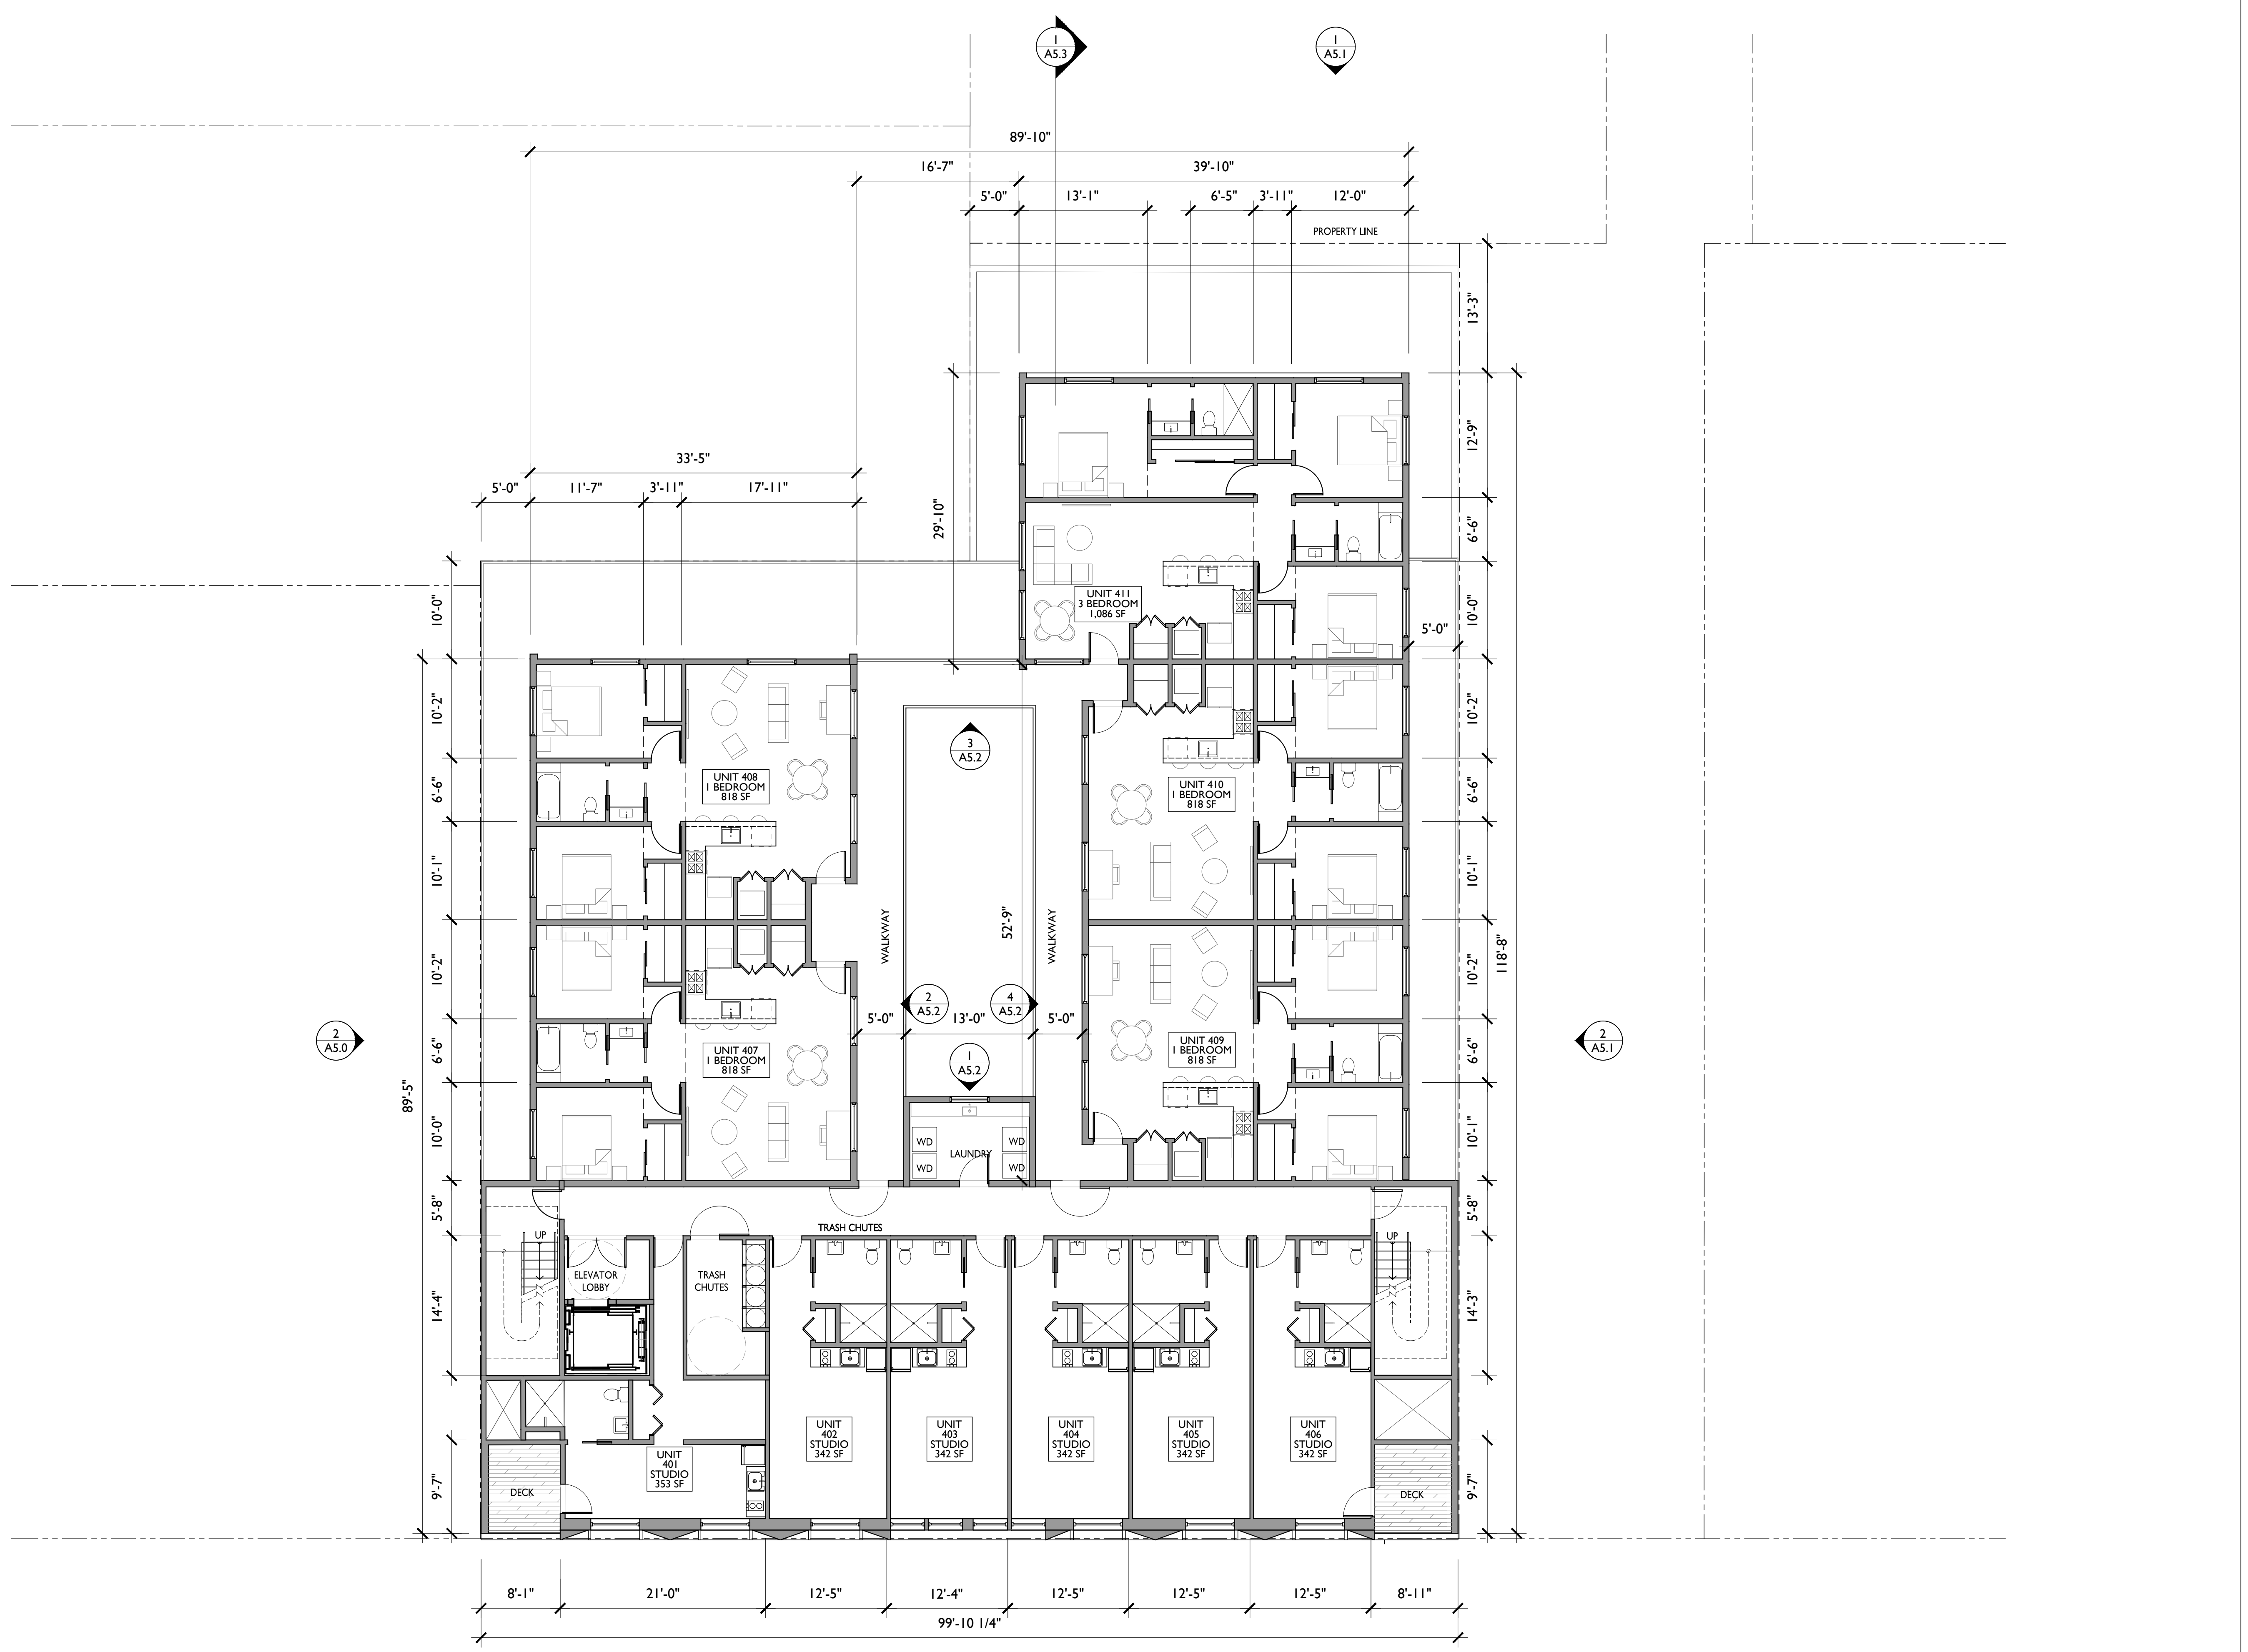 1
A5.3
1
A5.1
89'-10"
16'-7"
39'-10"
5'-0"
13'-1"
6'-5"
3'-11"
12'-0"
PROPERTY LINE
13'-3"
12'-9"
33'-5"
5'-0"
11'-7"
3'-11"
17'-11"
29'-10"
6'-6"
UNIT 411
3 BEDROOM
1,086 SF
10'-0"
10'-0"
5'-0"
10'-2"
10'-2"
3
A5.2
UNIT 408
1 BEDROOM
818 SF
UNIT 410
1 BEDROOM
818 SF
6'-6"
6'-6"
10'-1"
10'-1"
WALKWAY
52'-9"
WALKWAY
118'-8"
10'-2"
10'-2"
2
A5.2
4
A5.2
5'-0"
13'-0"
5'-0"
2
A5.0
2
A5.1
UNIT 407
1 BEDROOM
818 SF
UNIT 409
1 BEDROOM
818 SF
6'-6"
6'-6"
1
A5.2
89'-5"
10'-0"
10'-1"
WD
WD
LAUNDRY
WD
WD
5'-8"
5'-8"
TRASH CHUTES
UP
UP
ELEVATOR
LOBBY
TRASH
CHUTES
14'-4"
14'-3"
UNIT
401
STUDIO
353 SF
UNIT
402
STUDIO
342 SF
UNIT
403
STUDIO
342 SF
UNIT
404
STUDIO
342 SF
UNIT
405
STUDIO
342 SF
UNIT
406
STUDIO
342 SF
DECK
DECK
9'-7"
9'-7"
8'-1"
21'-0"
12'-5"
12'-4"
12'-5"
12'-5"
12'-5"
8'-11"
99'-10 1/4"